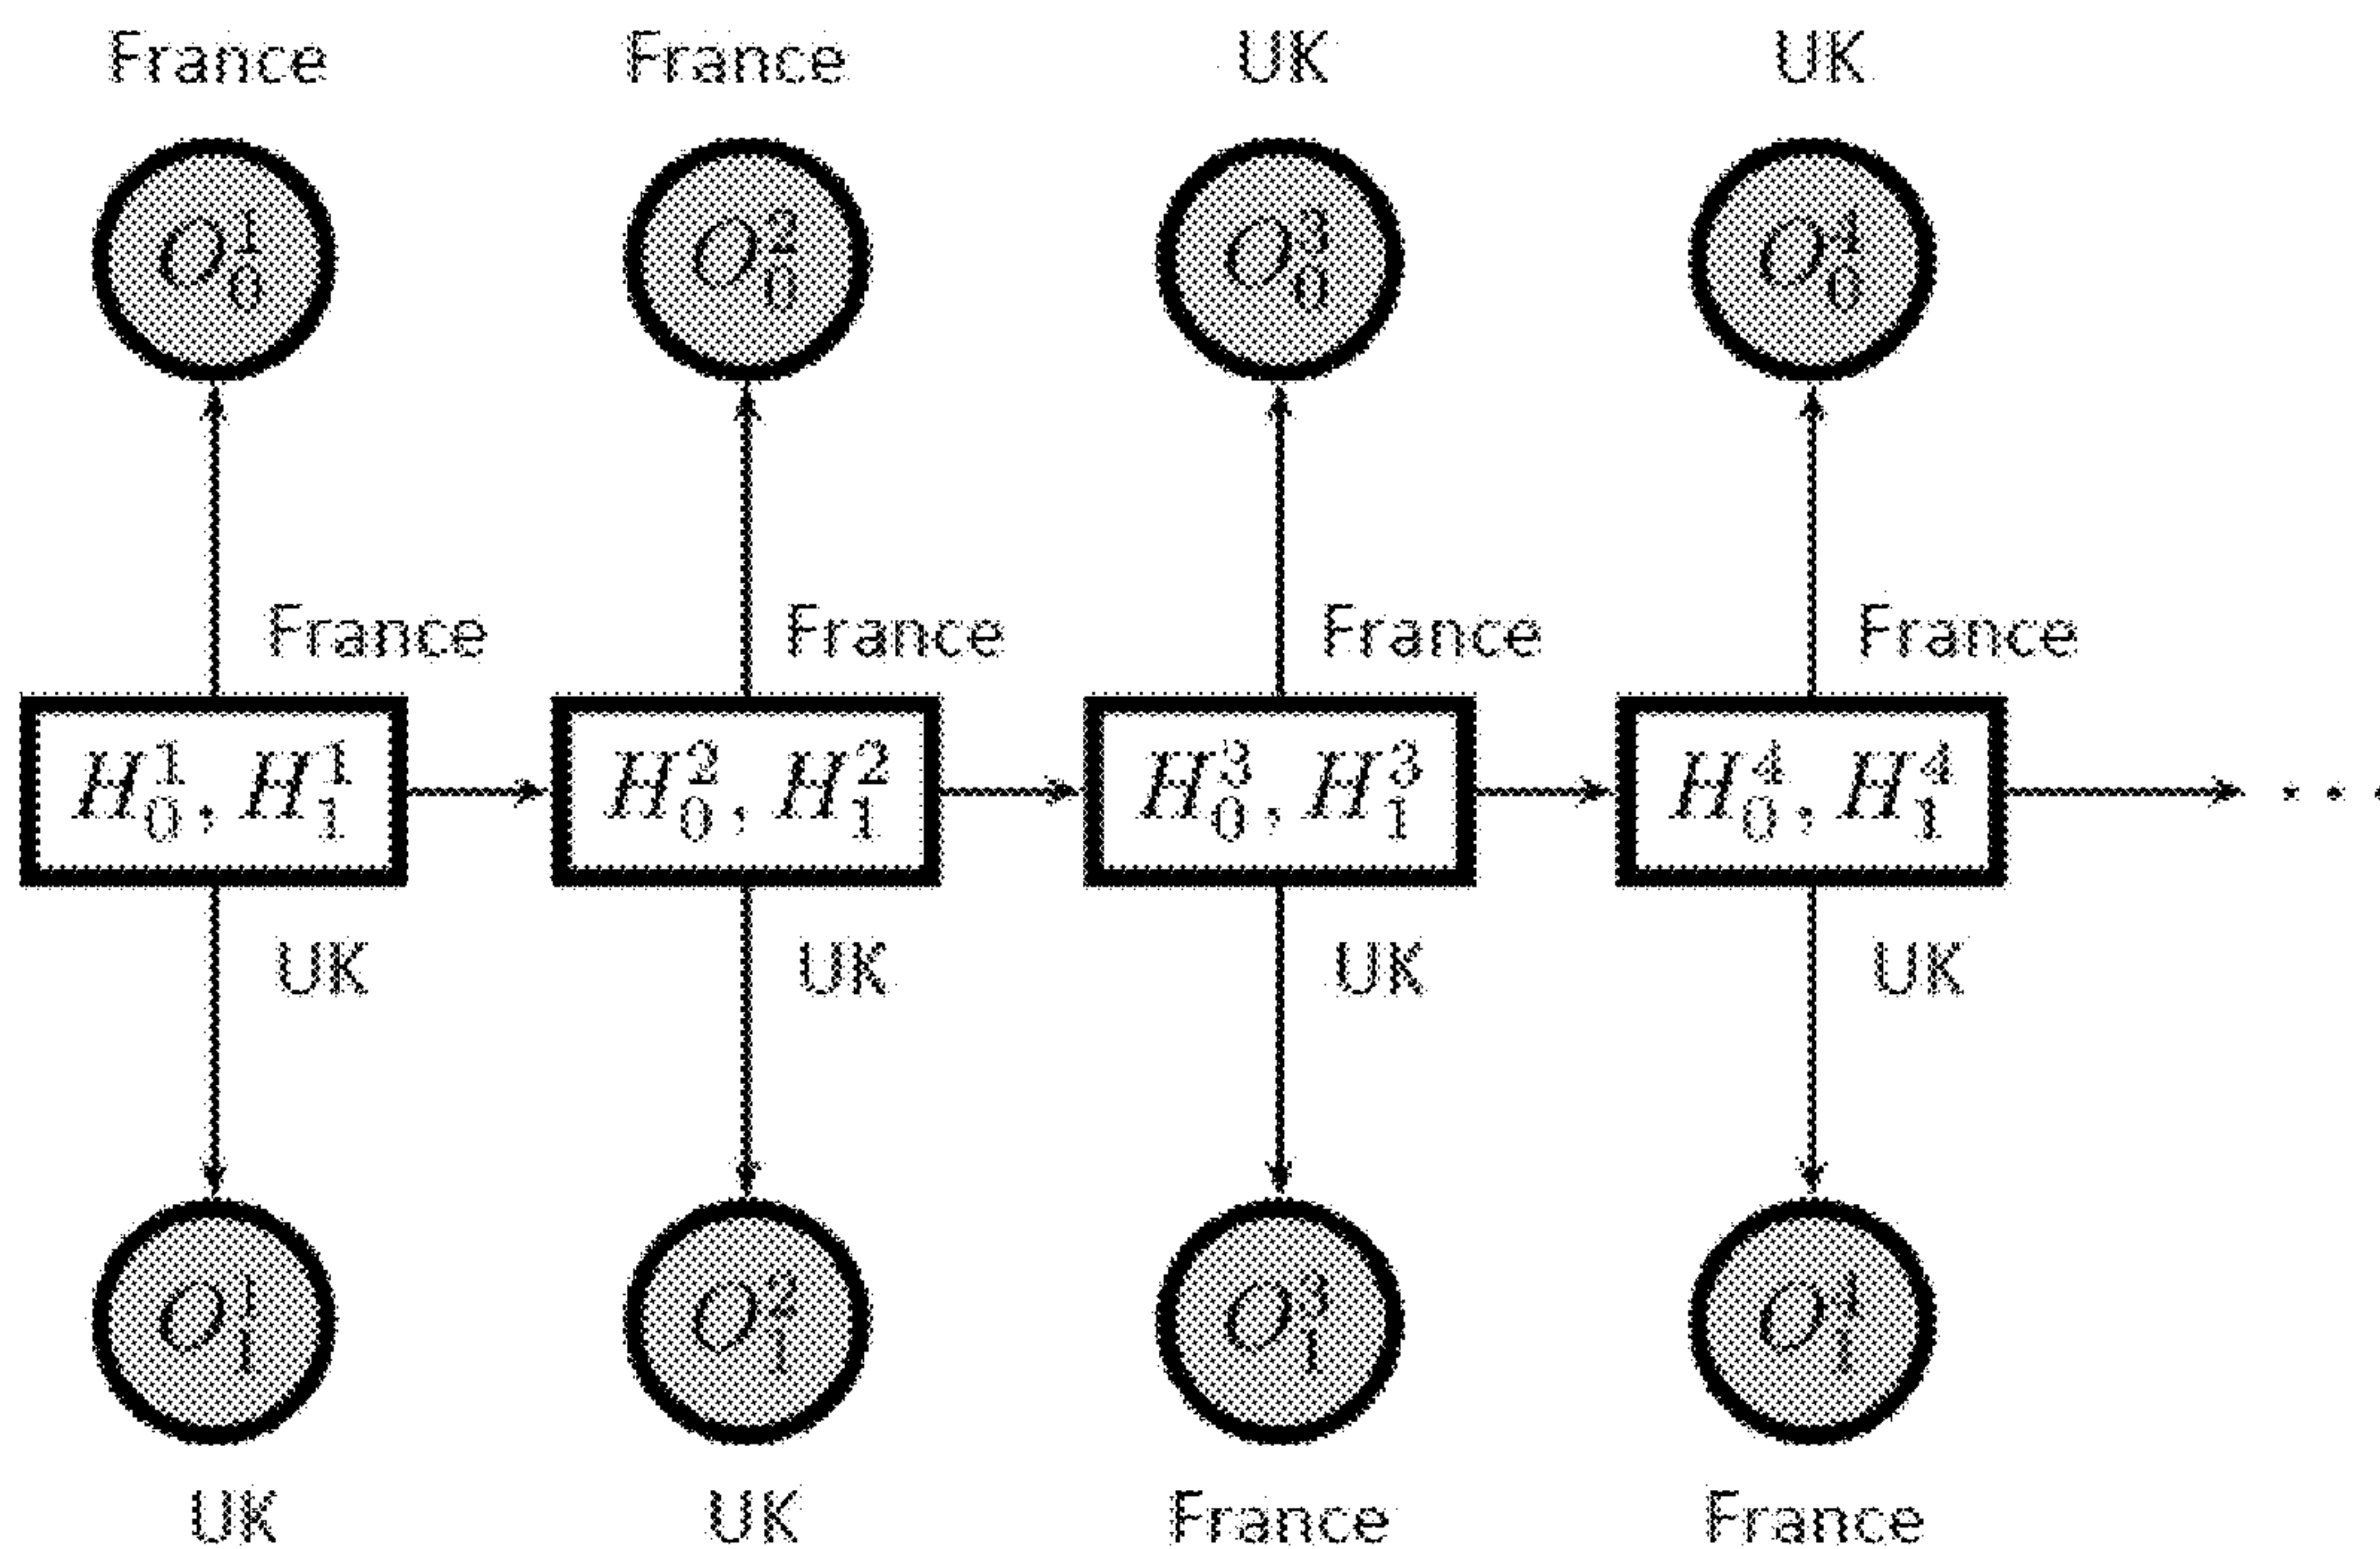 France France UK UK
O_0^1 O_0^2 O_0^3 O_0^4
France France France France
H_0^1, H_1^1 H_0^2, H_1^2 H_0^3, H_1^3 H_0^4, H_1^4 ...
UK UK UK UK
O_1^1 O_1^2 O_1^3 O_1^4
UK UK France France